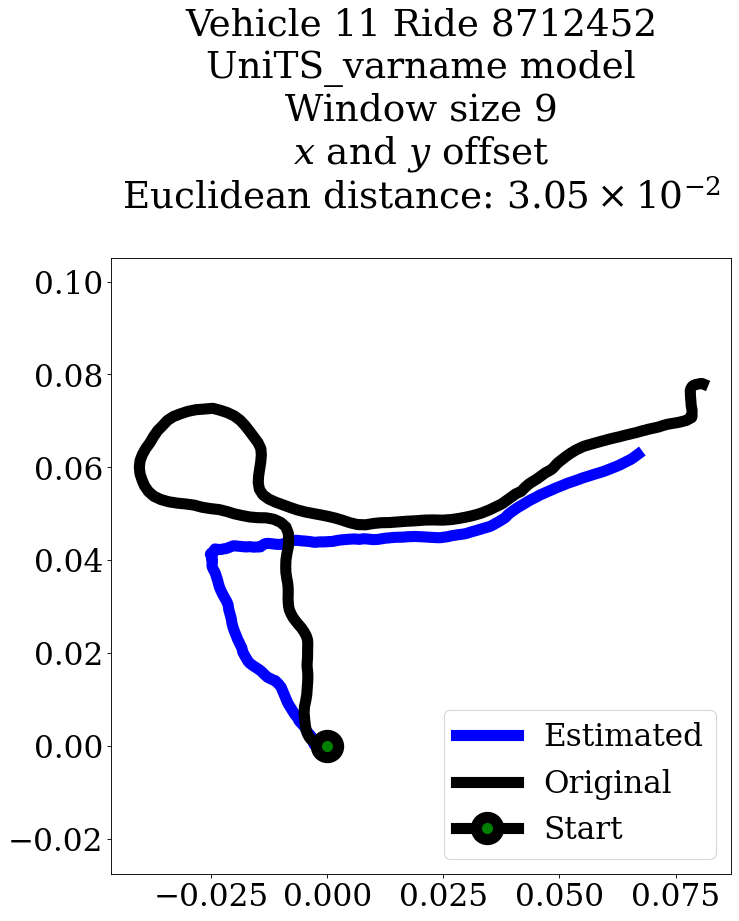 Vehicle 11 Ride 8712452
UniTS_varname model
Window size 9
x and y offset
Euclidean distance: 3.05 × 10⁻²
0.10
0.08
0.06
0.04
0.02
0.00
−0.02
Estimated
Original
Start
−0.025 0.000 0.025 0.050 0.075